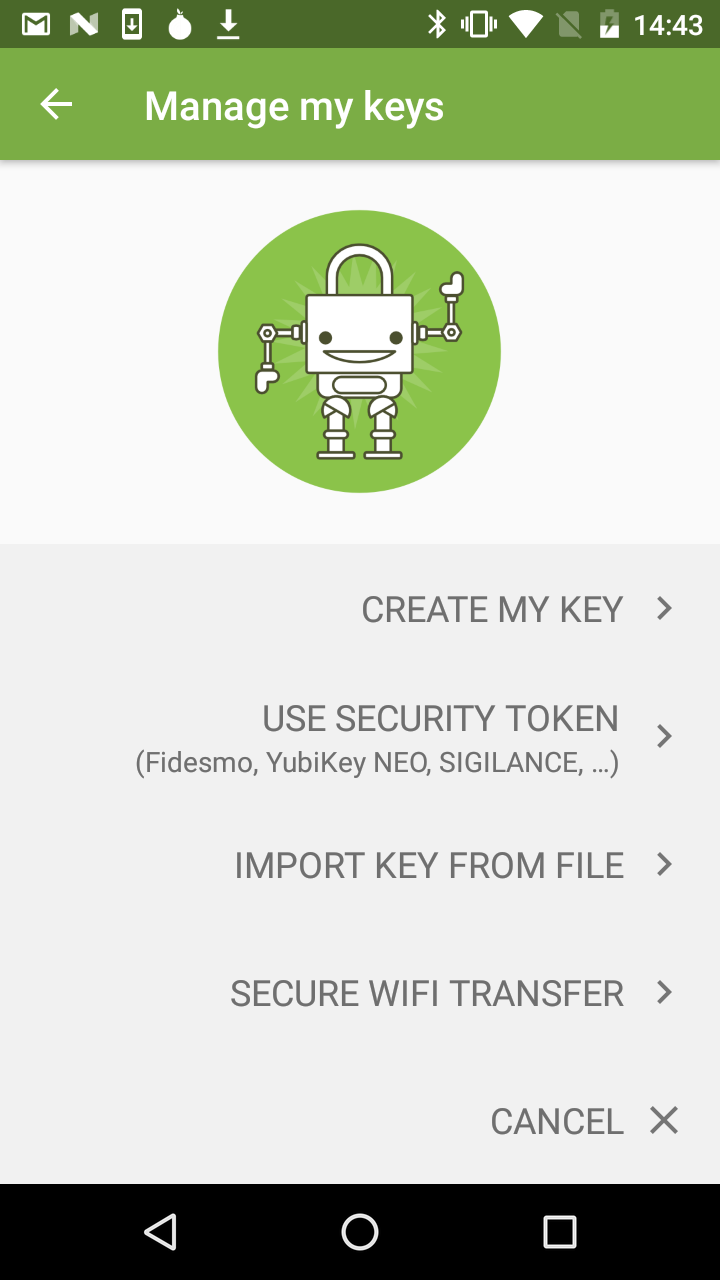 14:43
Manage my keys
CREATE MY KEY
USE SECURITY TOKEN
(Fidesmo, YubiKey NEO, SIGILANCE, ...)
IMPORT KEY FROM FILE
SECURE WIFI TRANSFER
CANCEL